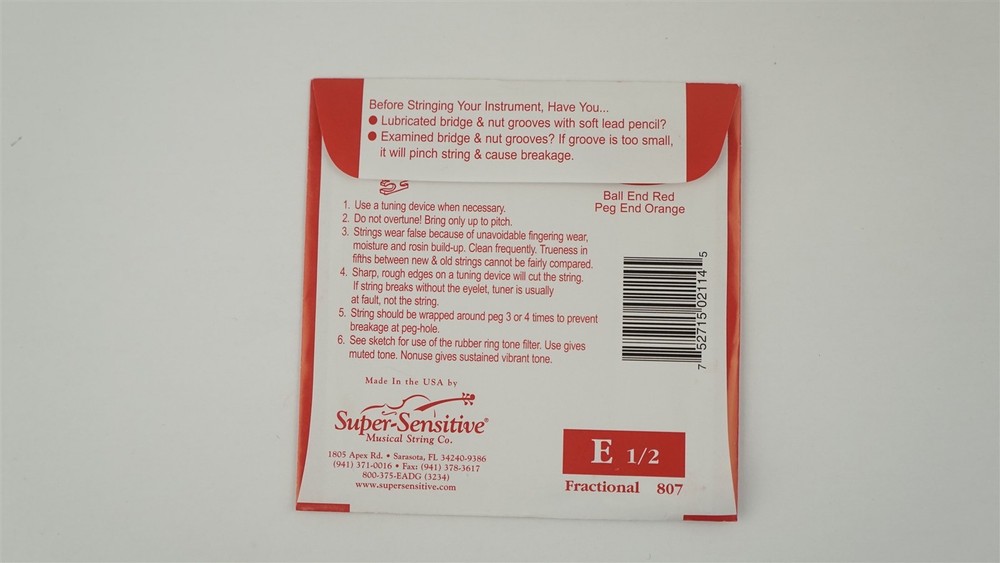 Before Stringing Your Instrument, Have You...
● Lubricated bridge & nut grooves with soft lead pencil?
● Examined bridge & nut grooves? If groove is too small,
it will pinch string & cause breakage.
Ball End Red
Peg End Orange
1. Use a tuning device when necessary.
2. Do not overtune! Bring only up to pitch.
3. Strings wear false because of unavoidable fingering wear,
moisture and rosin build-up. Clean frequently. Trueness in
fifths between new & old strings cannot be fairly compared.
4. Sharp, rough edges on a tuning device will cut the string.
If string breaks without the eyelet, tuner is usually
at fault, not the string.
5. String should be wrapped around peg 3 or 4 times to prevent
breakage at peg-hole.
6. See sketch for use of the rubber ring tone filter. Use gives
muted tone. Nonuse gives sustained vibrant tone.
7 52715 02114 5
Made In the USA by
Super-Sensitive®
Musical String Co.
1805 Apex Rd. • Sarasota, FL 34240-9386
(941) 371-0016 • Fax: (941) 378-3617
800-375-EADG (3234)
www.supersensitive.com
E 1/2
Fractional 807